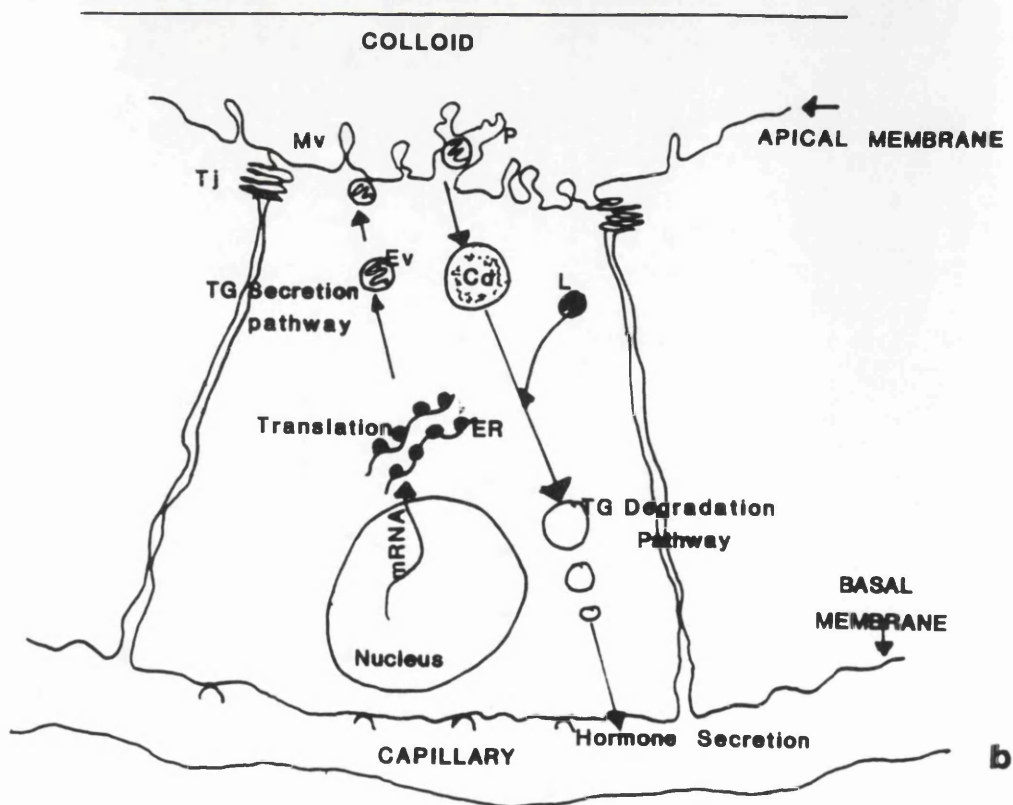 COLLOID
Mv
P
APICAL MEMBRANE
Tj
Ev
Cd
L
TG Secretion
pathway
Translation
ER
mRNA
TG Degradation
Pathway
BASAL
MEMBRANE
Nucleus
Hormone Secretion
CAPILLARY
b